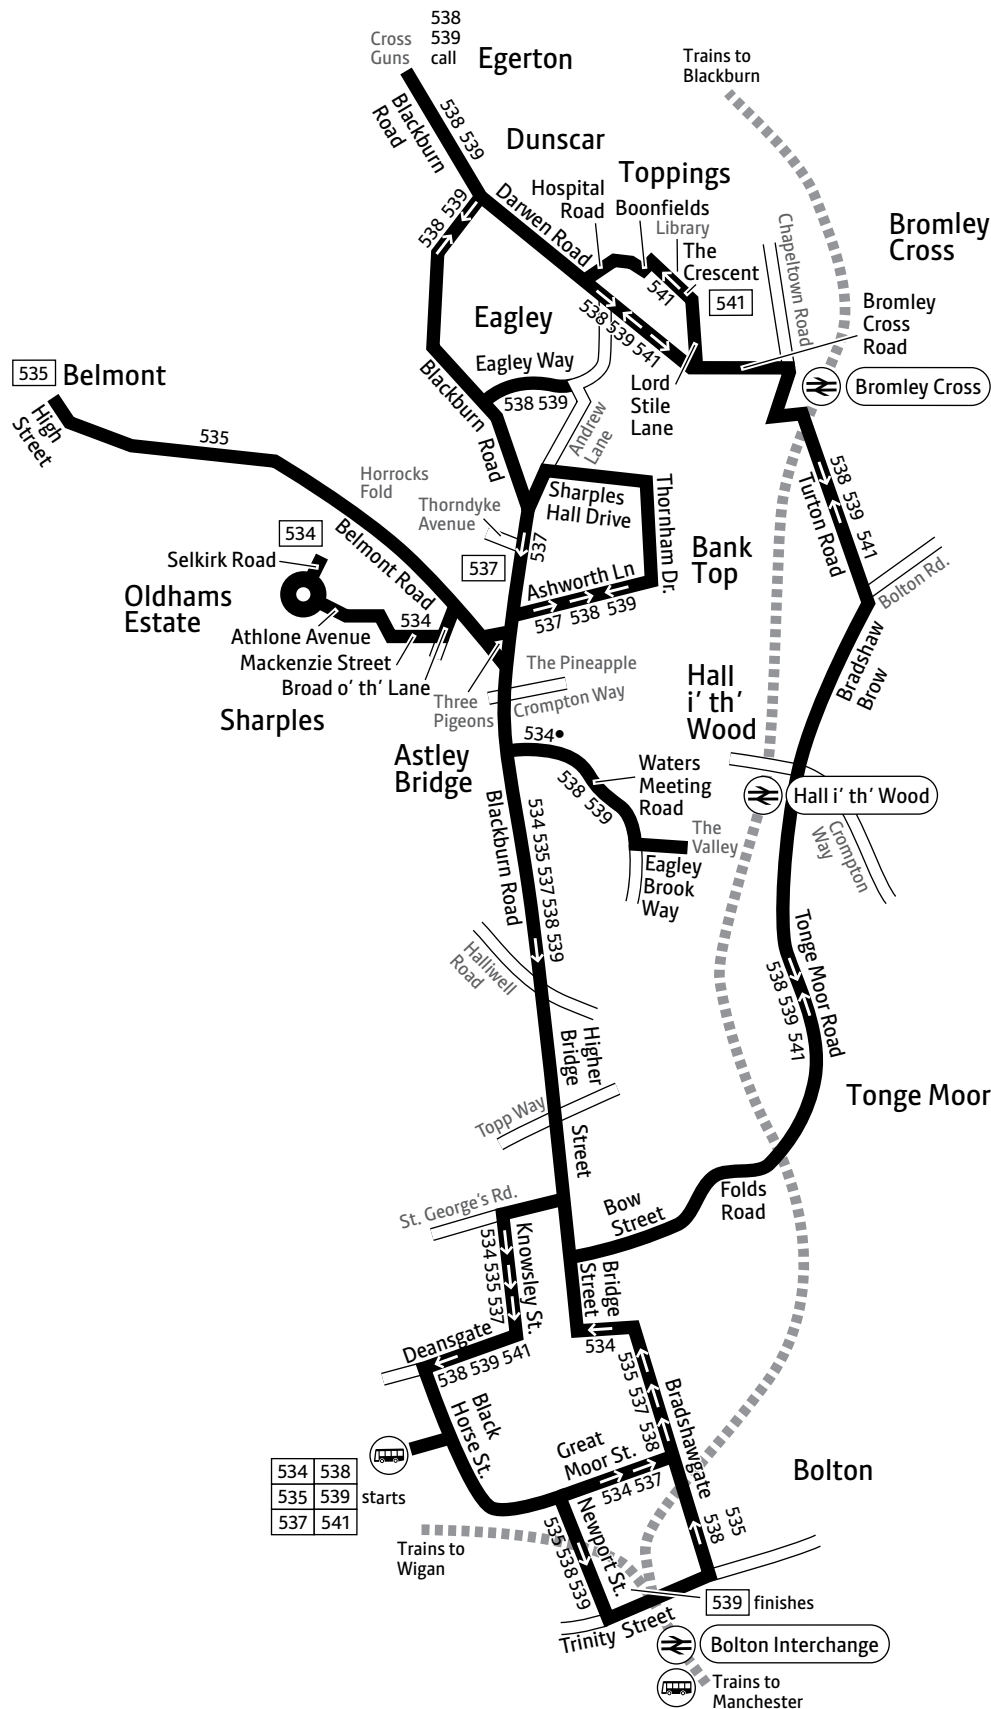 538
539
call
Cross
Guns
Egerton
Trains to
Blackburn
Blackburn
Road
538 539
Dunscar
Toppings
Hospital
Road
Boonfields
Library
The
Crescent
Darwen Road
538 539
Bromley
Cross
Chapeltown Road
541
541
Bromley
Cross
Road
538 539 541
Eagley
Eagley Way
538 539
Lord
Stile
Lane
Bromley Cross
535
Belmont
High
Street
535
Blackburn Road
Andrew
Lane
Horrocks
Fold
Thorndyke
Avenue
Sharples
Hall Drive
Thornham Dr.
538 539 541
Turton Road
534
Belmont Road
537
537
Bank
Top
Selkirk Road
Ashworth Ln
537 538 539
Bolton Rd.
Oldhams
Estate
534
Athlone Avenue
Mackenzie Street
Broad o' th' Lane
Sharples
Three
Pigeons
The Pineapple
Crompton Way
Hall
i' th'
Wood
Bradshaw
Brow
Astley
Bridge
534•
538 539
Waters
Meeting
Road
Hall i' th' Wood
Crompton
Way
The
Valley
Eagley
Brook
Way
Blackburn Road
534 535 537 538 539
Halliwell
Road
Tonge Moor Road
538 539 541
Higher
Bridge
Street
Tonge Moor
Topp Way
St. George's Rd.
Bow
Street
Folds
Road
Knowsley St.
534 535 537
Bridge
Street
534
Deansgate
538 539 541
535 537 538
Bradshawgate
Black
Horse St.
Great
Moor St.
534 537
Bolton
534 538
535 539 starts
537 541
Newport St.
535 538 539
535
538
Trains to
Wigan
539 finishes
Trinity Street
Bolton Interchange
Trains to
Manchester